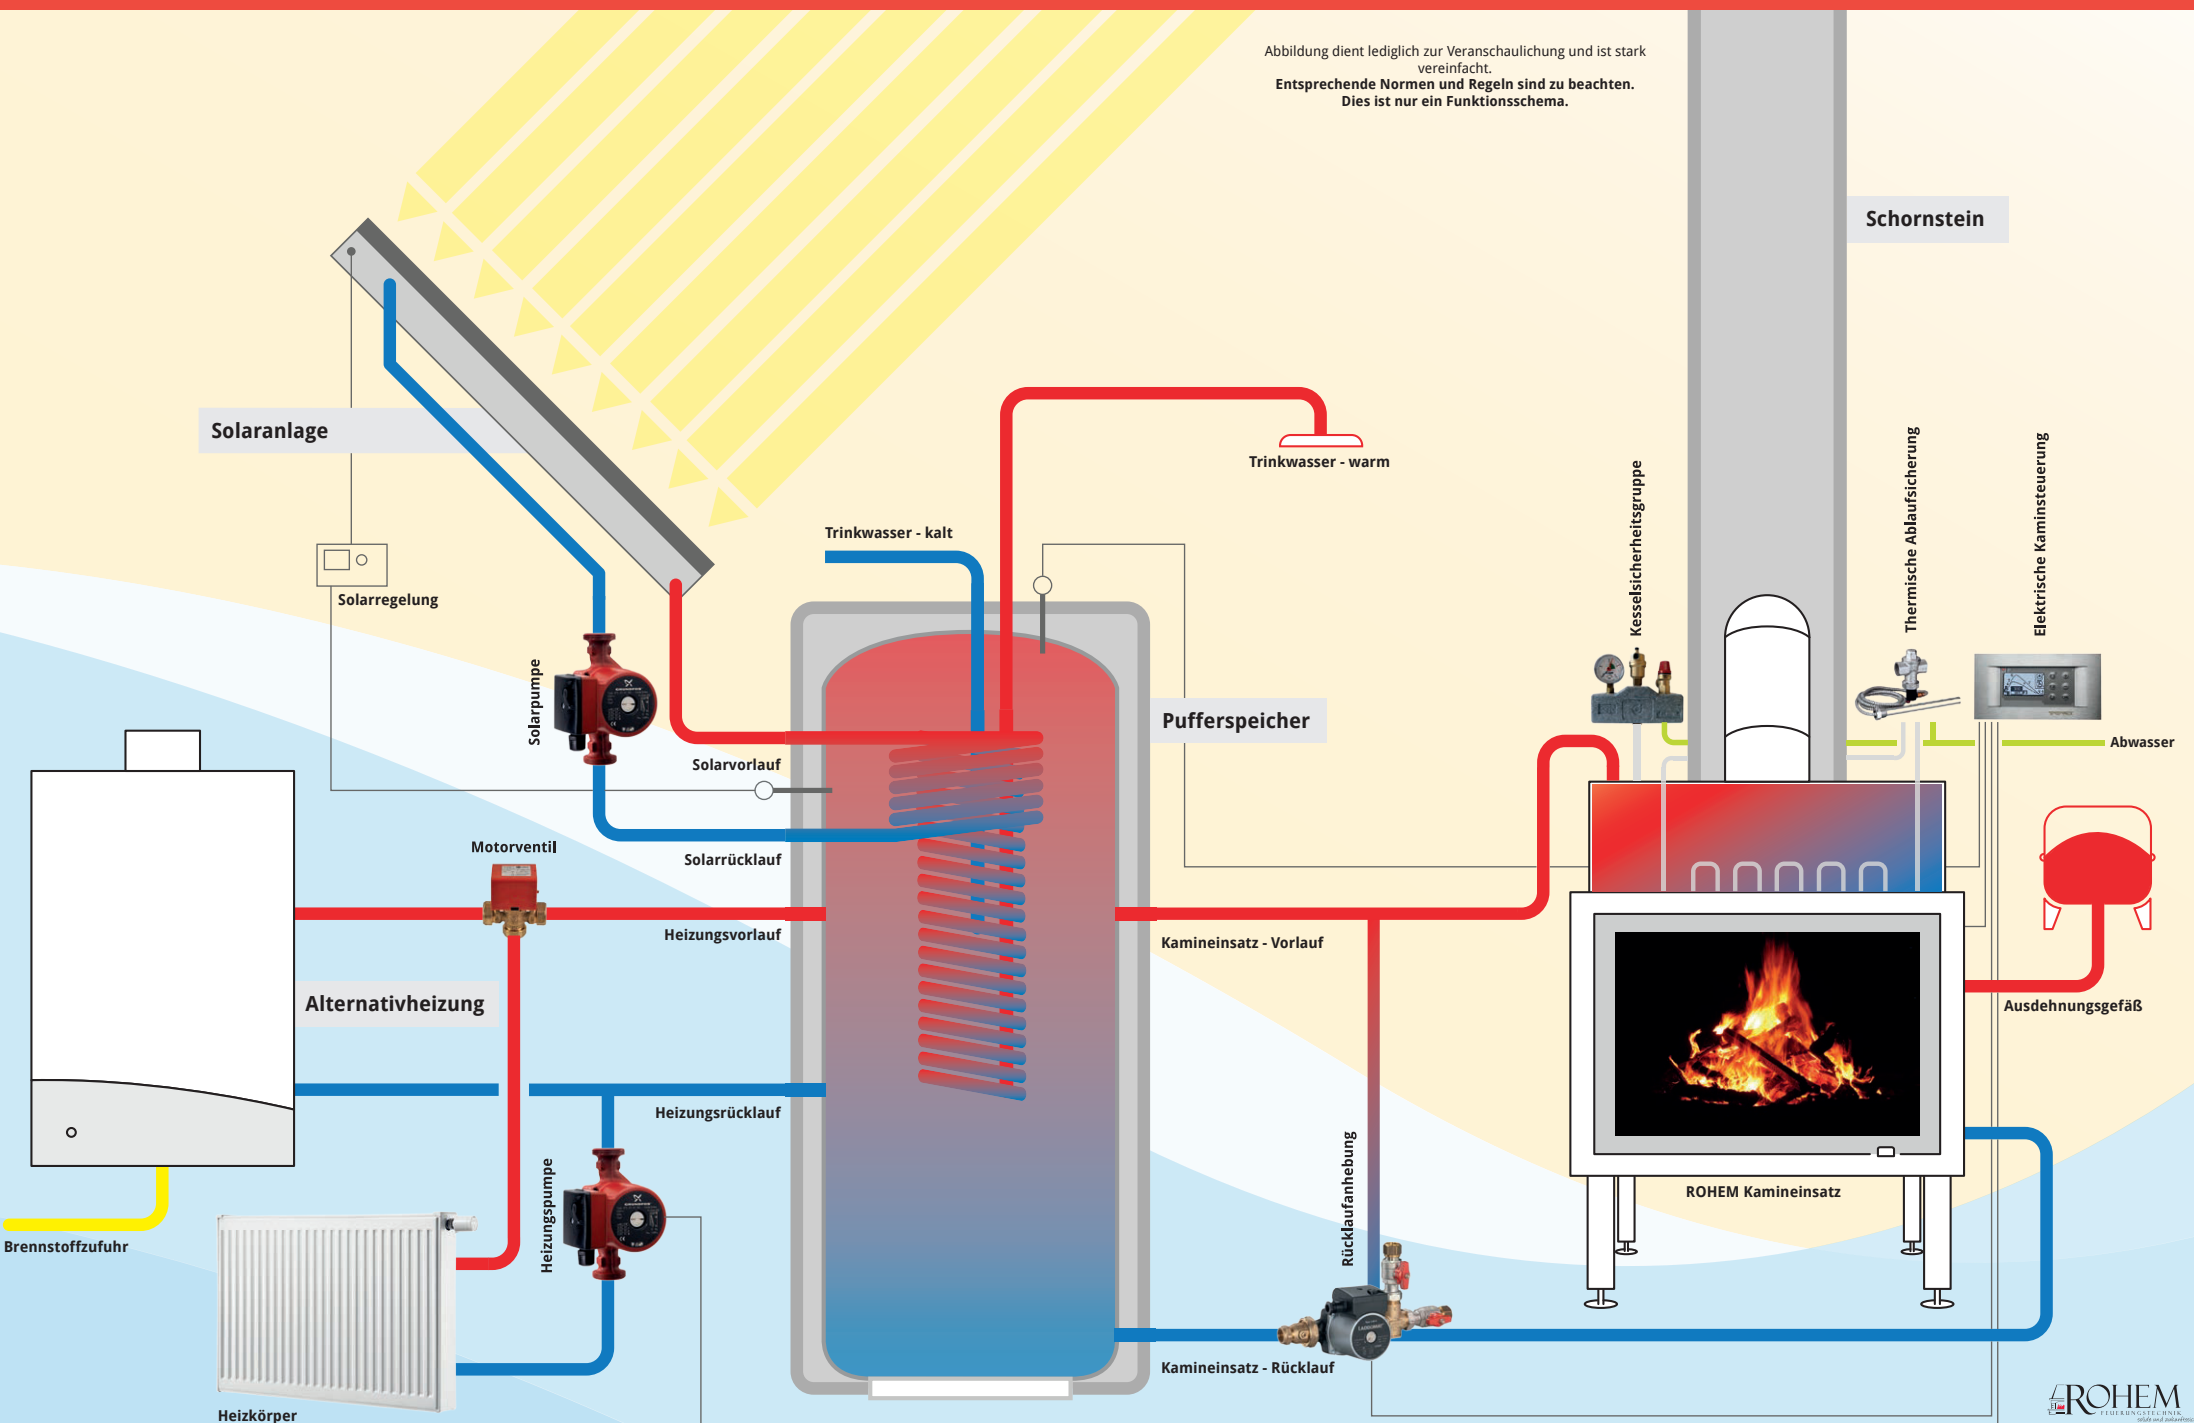 Abbildung dient lediglich zur Veranschaulichung und ist stark
vereinfacht.
Entsprechende Normen und Regeln sind zu beachten.
Dies ist nur ein Funktionsschema.
Schornstein
Solaranlage
Trinkwasser - warm
Kesselsicherheitsgruppe
Thermische Ablaufsicherung
Elektrische Kaminsteuerung
Trinkwasser - kalt
Solarregelung
Solarpumpe
Pufferspeicher
Abwasser
Solarvorlauf
Motorventil
Solarrücklauf
Heizungsvorlauf
Kamineinsatz - Vorlauf
Alternativheizung
Ausdehnungsgefäß
Heizungsrücklauf
Heizungspumpe
Rücklaufanhebung
ROHEM Kamineinsatz
Brennstoffzufuhr
Kamineinsatz - Rücklauf
Heizkörper
ROHEM
FEUERUNGSTECHNIK